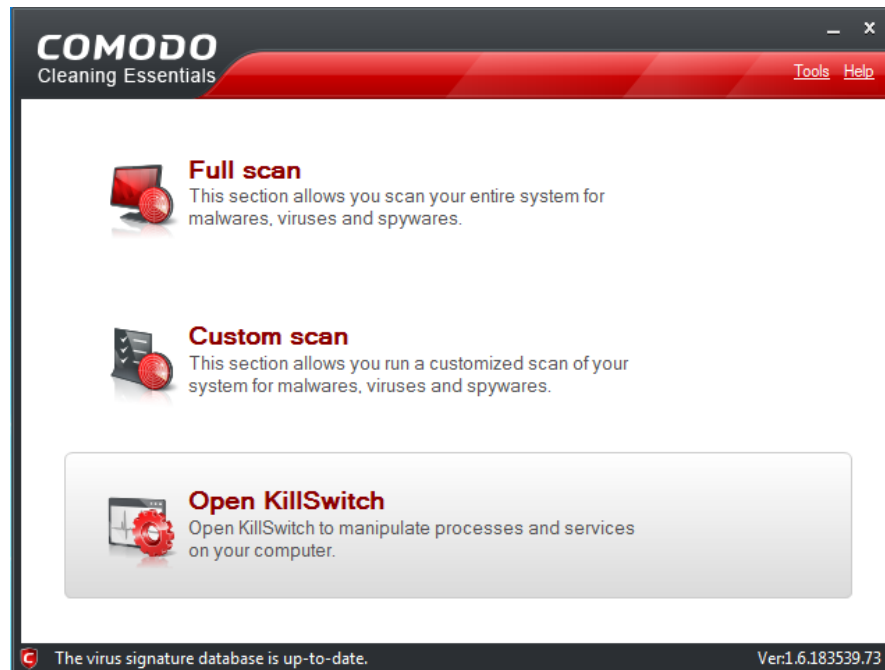 COMODO
Cleaning Essentials
Tools Help
Full scan
This section allows you scan your entire system for
malwares, viruses and spywares.
Custom scan
This section allows you run a customized scan of your
system for malwares, viruses and spywares.
Open KillSwitch
Open KillSwitch to manipulate processes and services
on your computer.
The virus signature database is up-to-date.
Ver:1.6.183539.73